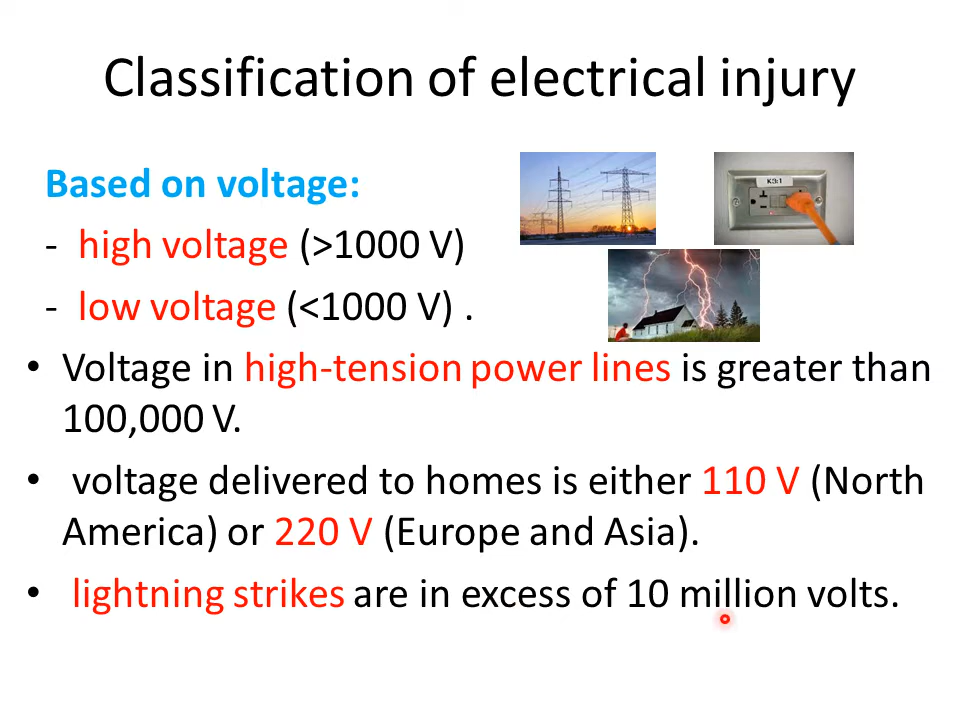 Classification of electrical injury
Based on voltage:
- high voltage (>1000 V)
- low voltage (<1000 V) .
K3:1
• Voltage in high-tension power lines is greater than
100,000 V.
• voltage delivered to homes is either 110 V (North
America) or 220 V (Europe and Asia).
• lightning strikes are in excess of 10 million volts.